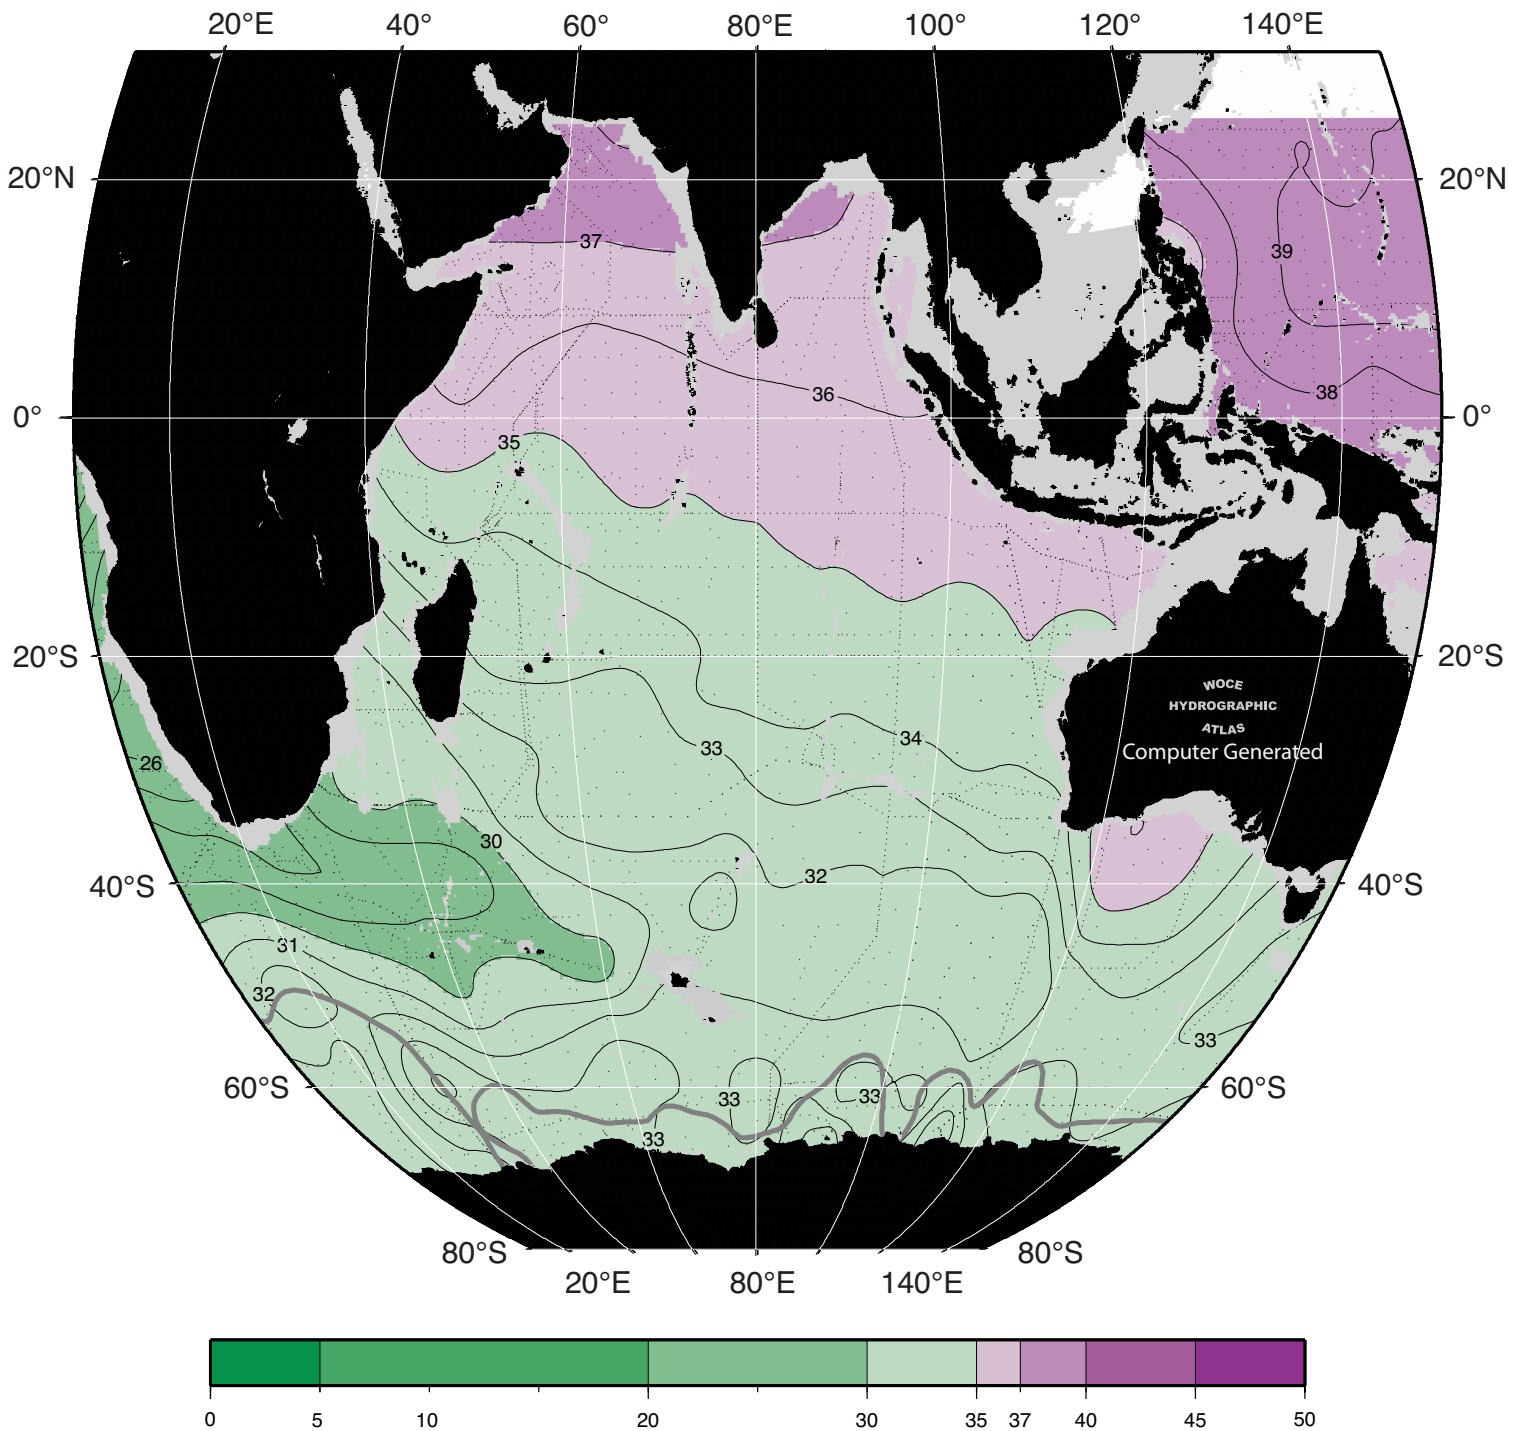 20°E 40° 60° 80°E 100° 120° 140°E
20°N 20°N
37
39
36
38
0° 0°
35
20°S 20°S
WOCE
HYDROGRAPHIC
ATLAS
Computer Generated
34
33
26
30
32
40°S 40°S
31
32
33
60°S 60°S
33
33
33
80°S 80°S
20°E 80°E 140°E
0 5 10 20 30 35 37 40 45 50